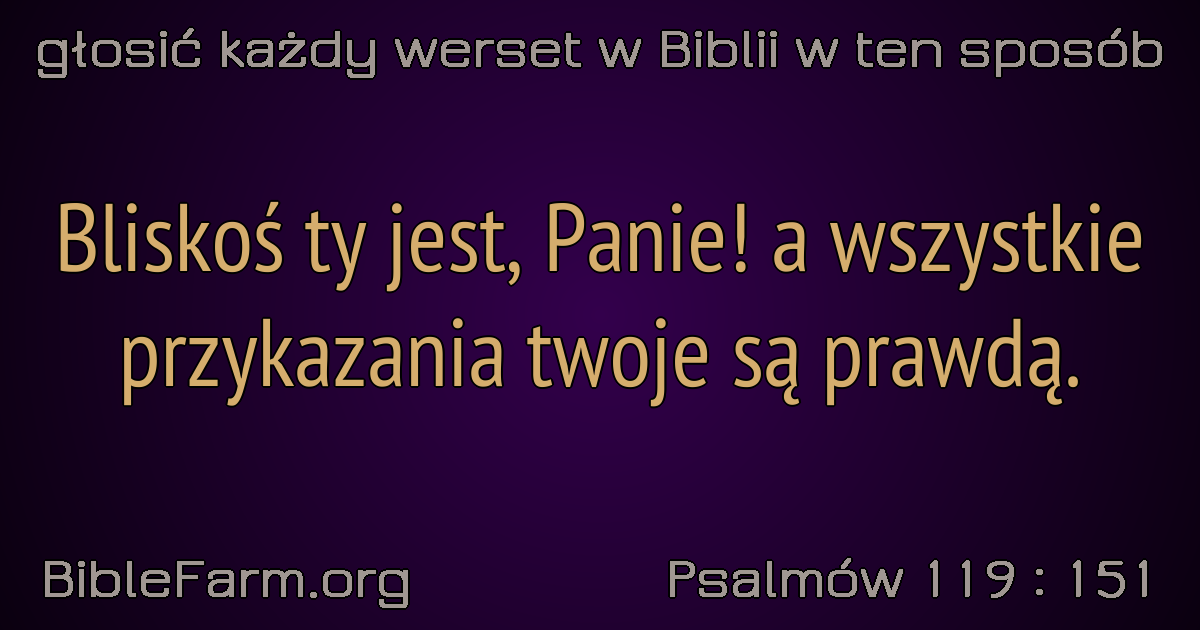 głosić każdy werset w Biblii w ten sposób
Bliskoś ty jest, Panie! a wszystkie
przykazania twoje są prawdą.
BibleFarm.org
Psalmów 119 : 151